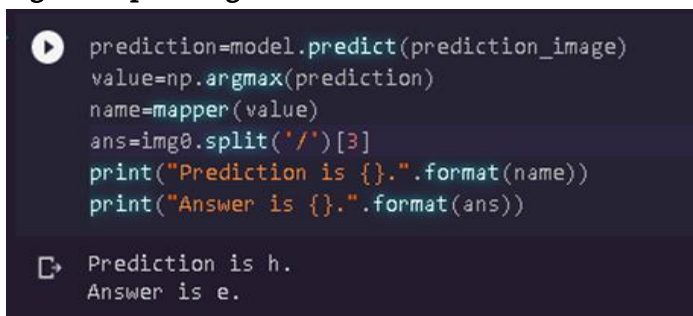 prediction=model.predict(prediction_image)
value=np.argmax(prediction)
name=mapper(value)
ans=img0.split('/')[3]
print("Prediction is {}.".format(name))
print("Answer is {}.".format(ans))
Prediction is h.
Answer is e.